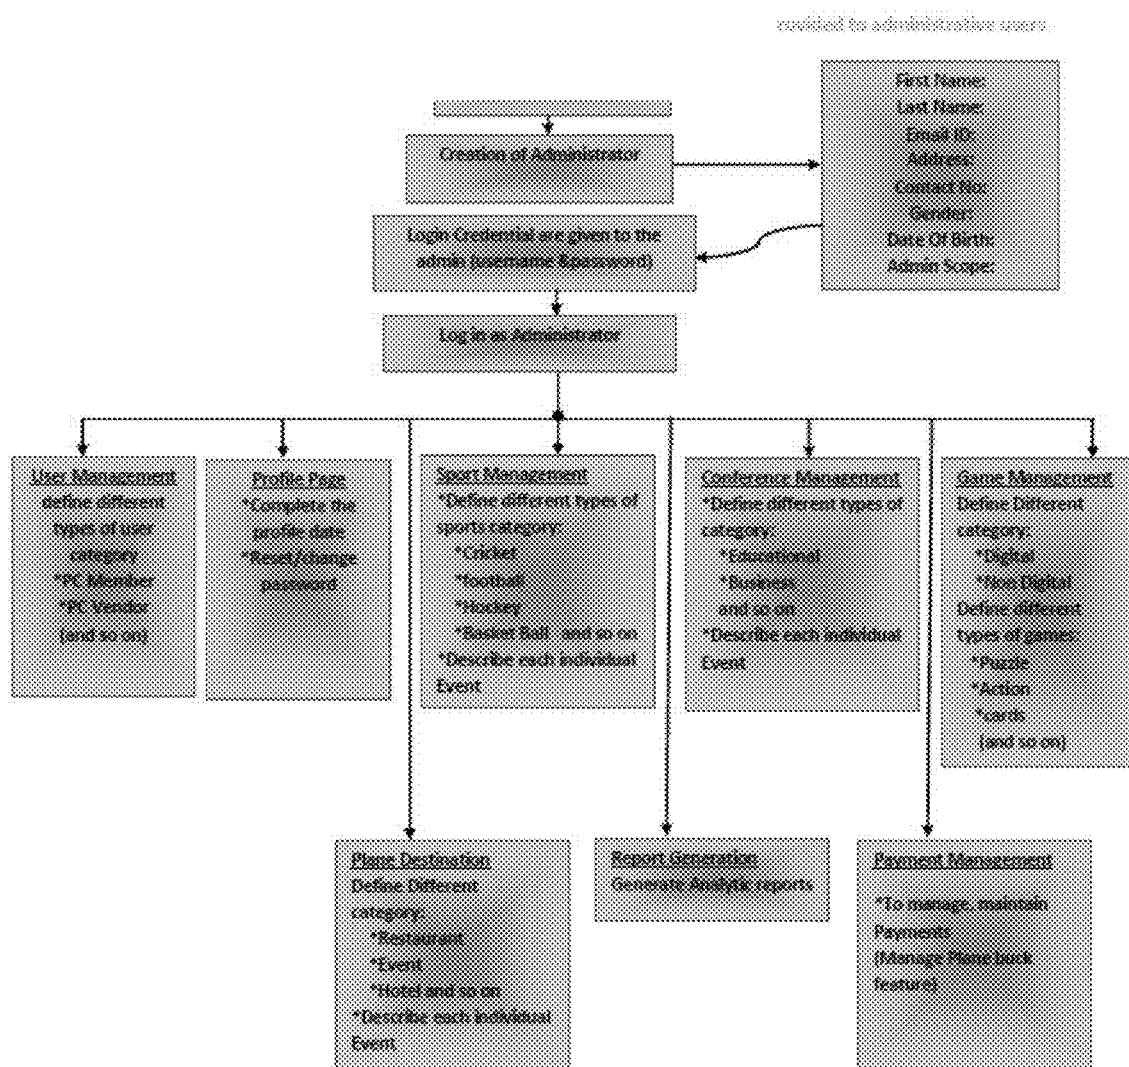 to administrative users
First Name:
Last Name:
Email ID:
Address:
Contact No:
Gender:
Date Of Birth:
Admin Scope:
Creation of Administrator
Login Credential are given to the
admin (username &password)
Log in as Administrator
User Management
define different
types of user
category
*PC Member
*PC Vendor
(and so on)
Profile Page
*Complete the
profile date
*Reset/change
password
Sport Management
*Define different types of
sports category:
*Cricket
*football
*Hockey
*Basket Ball and so on
*Describe each individual
Event
Conference Management
*Define different types of
category:
*Educational
*Business
and so on
*Describe each individual
Event
Game Management
Define Different
category:
*Digital
*Non Digital
Define different
types of games:
*Puzzle
*Action
*cards
(and so on)
Plane Destination
Define Different
category:
*Restaurant
*Event
*Hotel and so on
*Describe each individual
Event
Report Generation
Generate Analytic reports
Payment Management
*To manage, maintain
Payments
(Manage Plane buck
feature)